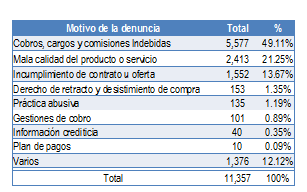 Motivo de la denuncia Total %
Cobros, cargos y comisiones Indebidas 5,577 49.11%
Mala calidad del producto o servicio 2,413 21.25%
Incumplimiento de contrato u oferta 1,552 13.67%
Derecho de retracto y desistimiento de compra 153 1.35%
Práctica abusiva 135 1.19%
Gestiones de cobro 101 0.89%
Información crediticia 40 0.35%
Plan de pagos 10 0.09%
Varios 1,376 12.12%
Total 11,357 100%